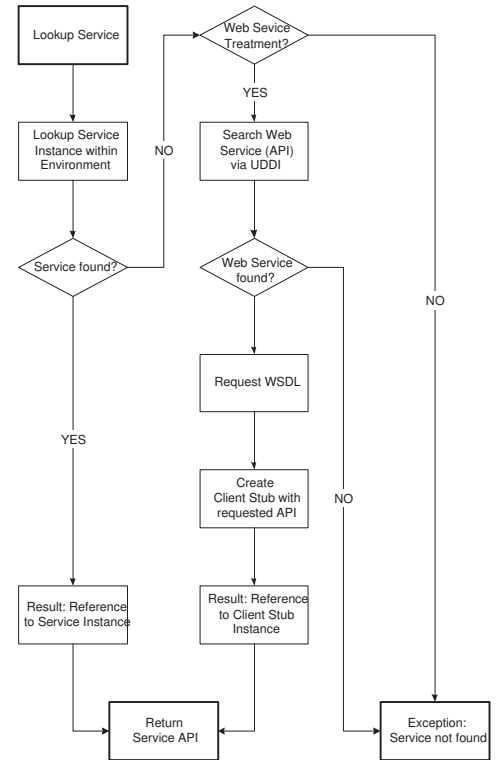 Lookup Service
Web Sevice
Treatment?
YES
Lookup Service
Instance within
Environment
NO
Search Web
Service (API)
via UDDI
Service found?
Web Service
found?
NO
Request WSDL
YES
Create
Client Stub with
requested API
NO
Result: Reference
to Service Instance
Result: Reference
to Client Stub
Instance
Return
Service API
Exception:
Service not found